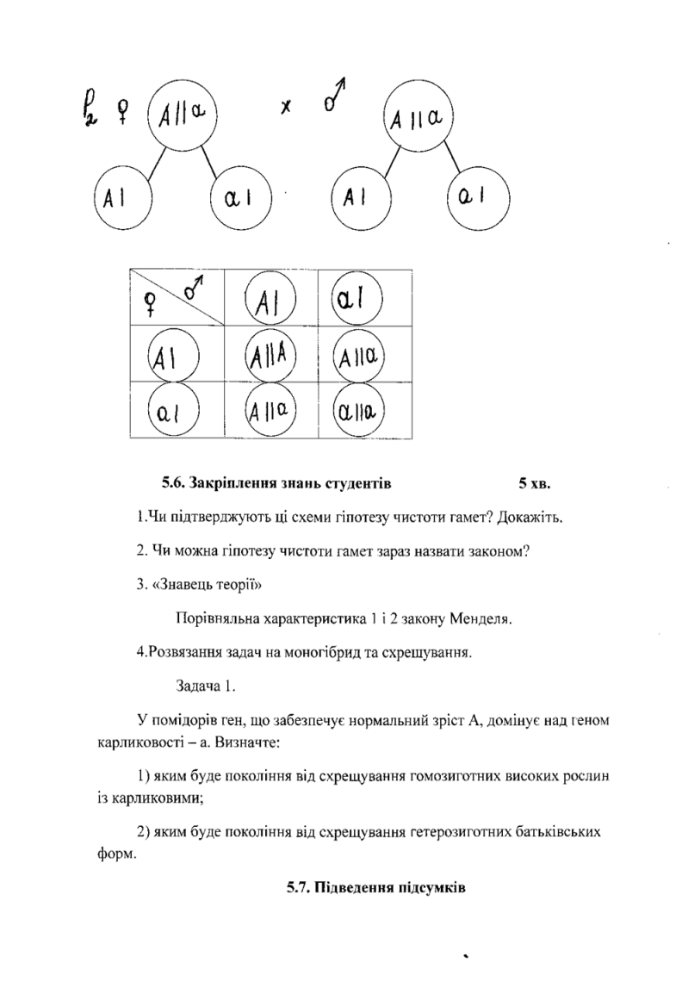 P₂ ♀ A||a x ♂ A||a
A| a| A| a|
♀ ♂ A| a|
A| A||A A||a
a| A||a a||a
5.6. Закріплення знань студентів 5 хв.
1.Чи підтверджують ці схеми гіпотезу чистоти гамет? Докажіть.
2. Чи можна гіпотезу чистоти гамет зараз назвати законом?
3. «Знавець теорії»
Порівняльна характеристика 1 і 2 закону Менделя.
4.Розвязання задач на моногібрид та схрещування.
Задача 1.
У помідорів ген, що забезпечує нормальний зріст А, домінує над геном
карликовості – а. Визначте:
1) яким буде покоління від схрещування гомозиготних високих рослин
із карликовими;
2) яким буде покоління від схрещування гетерозиготних батьківських
форм.
5.7. Підведення підсумків